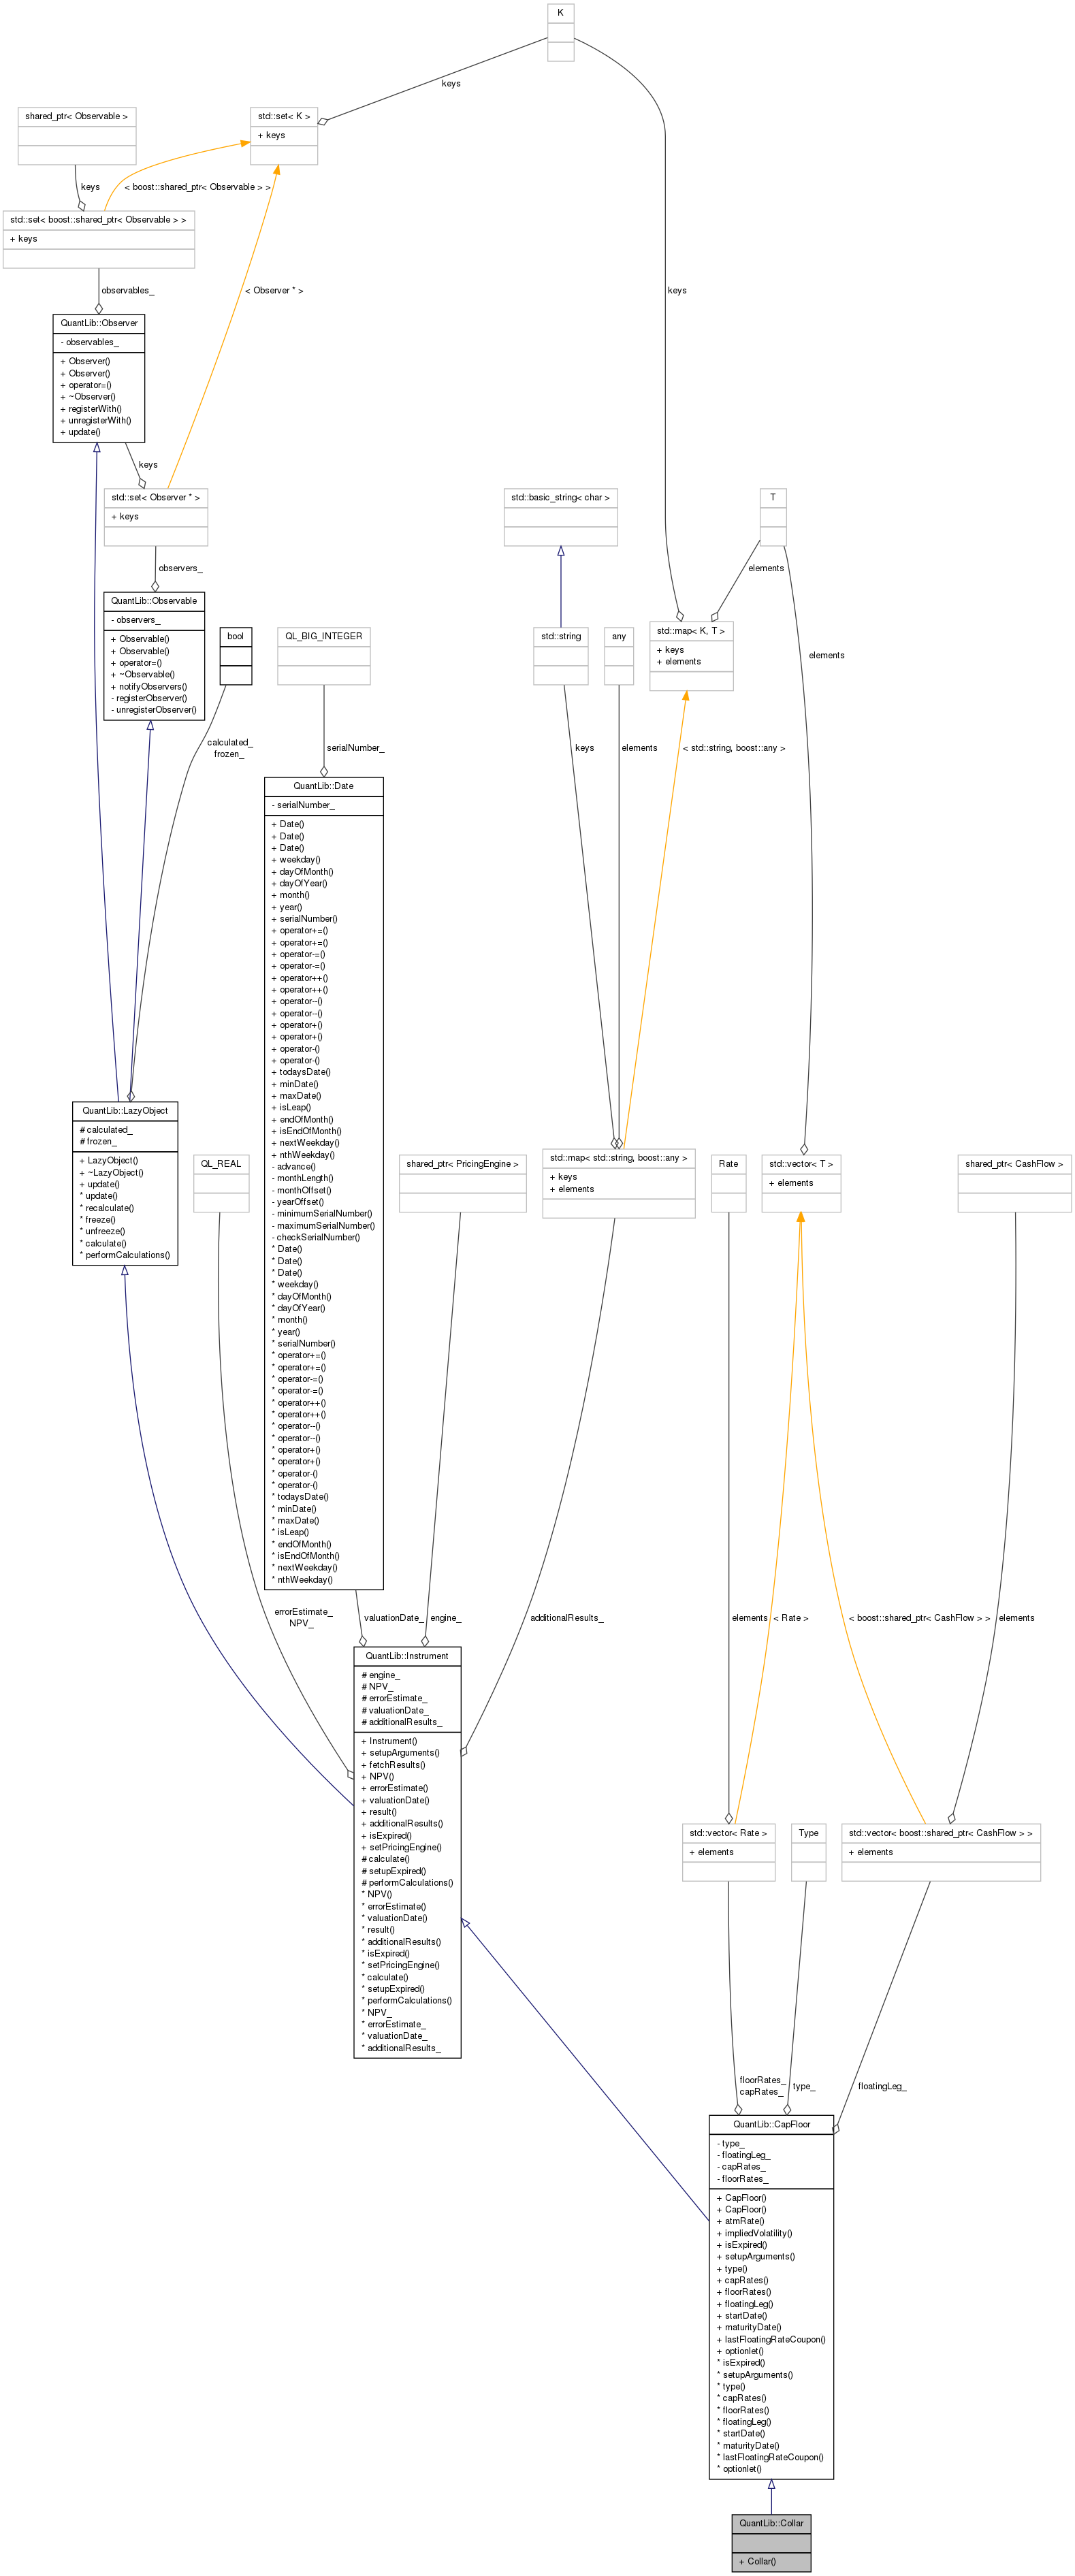 K
keys
shared_ptr< Observable >
std::set< K >
+ keys
keys
< boost::shared_ptr< Observable > >
std::set< boost::shared_ptr< Observable > >
+ keys
observables_
< Observer * >
keys
QuantLib::Observer
- observables_
+ Observer()
+ Observer()
+ operator=()
+ ~Observer()
+ registerWith()
+ unregisterWith()
+ update()
keys
std::set< Observer * >
+ keys
std::basic_string< char >
T
observers_
elements
QuantLib::Observable
- observers_
+ Observable()
+ Observable()
+ operator=()
+ ~Observable()
+ notifyObservers()
- registerObserver()
- unregisterObserver()
bool
QL_BIG_INTEGER
std::string
any
std::map< K, T >
+ keys
+ elements
elements
calculated_
frozen_
serialNumber_
keys
elements
< std::string, boost::any >
QuantLib::Date
- serialNumber_
+ Date()
+ Date()
+ Date()
+ weekday()
+ dayOfMonth()
+ dayOfYear()
+ month()
+ year()
+ serialNumber()
+ operator+=()
+ operator+=()
+ operator-=()
+ operator-=()
+ operator++()
+ operator++()
+ operator--()
+ operator--()
+ operator+()
+ operator+()
+ operator-()
+ operator-()
+ todaysDate()
+ minDate()
+ maxDate()
+ isLeap()
+ endOfMonth()
+ isEndOfMonth()
+ nextWeekday()
+ nthWeekday()
- advance()
- monthLength()
- monthOffset()
- yearOffset()
- minimumSerialNumber()
- maximumSerialNumber()
- checkSerialNumber()
* Date()
* Date()
* Date()
* weekday()
* dayOfMonth()
* dayOfYear()
* month()
* year()
* serialNumber()
* operator+=()
* operator+=()
* operator-=()
* operator-=()
* operator++()
* operator++()
* operator--()
* operator--()
* operator+()
* operator+()
* operator-()
* operator-()
* todaysDate()
* minDate()
* maxDate()
* isLeap()
* endOfMonth()
* isEndOfMonth()
* nextWeekday()
* nthWeekday()
QuantLib::LazyObject
# calculated_
# frozen_
+ LazyObject()
+ ~LazyObject()
+ update()
* update()
* recalculate()
* freeze()
* unfreeze()
* calculate()
* performCalculations()
QL_REAL
shared_ptr< PricingEngine >
std::map< std::string, boost::any >
+ keys
+ elements
Rate
std::vector< T >
+ elements
shared_ptr< CashFlow >
errorEstimate_
NPV_
valuationDate_
engine_
additionalResults_
elements
< Rate >
< boost::shared_ptr< CashFlow > >
elements
QuantLib::Instrument
# engine_
# NPV_
# errorEstimate_
# valuationDate_
# additionalResults_
+ Instrument()
+ setupArguments()
+ fetchResults()
+ NPV()
+ errorEstimate()
+ valuationDate()
+ result()
+ additionalResults()
+ isExpired()
+ setPricingEngine()
# calculate()
# setupExpired()
# performCalculations()
* NPV()
* errorEstimate()
* valuationDate()
* result()
* additionalResults()
* isExpired()
* setPricingEngine()
* calculate()
* setupExpired()
* performCalculations()
* NPV_
* errorEstimate_
* valuationDate_
* additionalResults_
std::vector< Rate >
+ elements
Type
std::vector< boost::shared_ptr< CashFlow > >
+ elements
floorRates_
capRates_
type_
floatingLeg_
QuantLib::CapFloor
- type_
- floatingLeg_
- capRates_
- floorRates_
+ CapFloor()
+ CapFloor()
+ atmRate()
+ impliedVolatility()
+ isExpired()
+ setupArguments()
+ type()
+ capRates()
+ floorRates()
+ floatingLeg()
+ startDate()
+ maturityDate()
+ lastFloatingRateCoupon()
+ optionlet()
* isExpired()
* setupArguments()
* type()
* capRates()
* floorRates()
* floatingLeg()
* startDate()
* maturityDate()
* lastFloatingRateCoupon()
* optionlet()
QuantLib::Collar
+ Collar()